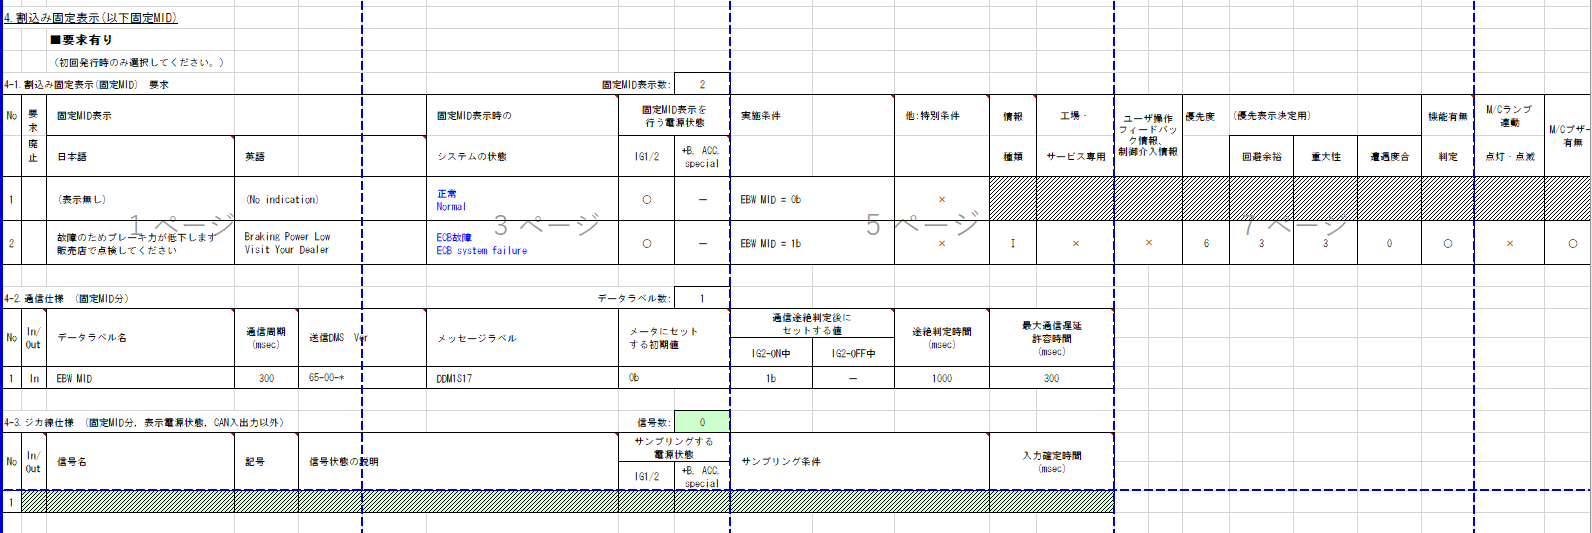 4.割込み固定表示(以下固定MID)
■要求有り
(初回発行時のみ選択してください。)
4-1.割込み固定表示(固定MID) 要求 固定MID表示数: 2
No 要求廃止 固定MID表示 固定MID表示時の 固定MID表示を行う電源状態 実施条件 他:特別条件 情報 工場・ ユーザ操作フィードバック情報、制御介入情報 優先度 (優先表示決定用) 機能有無 M/Cランプ連動 M/Cブザー有無
日本語 英語 システムの状態 IG1/2 +B, ACC, special 種類 サービス専用 回避余裕 重大性 遭遇度合 判定 点灯・点滅
1 (表示無し) (No indication) 正常 Normal ○ — EBW MID = 0b ×
1 ページ 3 ページ 5 ページ 7 ページ
2 故障のためブレーキ力が低下します 販売店で点検してください Braking Power Low Visit Your Dealer ECB故障 ECB system failure ○ — EBW MID = 1b × I × × 6 3 3 0 ○ × ○
4-2.通信仕様 (固定MID分) データラベル数: 1
No In/Out データラベル名 通信周期(msec) 送信DMS Ver メッセージラベル メータにセットする初期値 通信途絶判定後にセットする値 途絶判定時間(msec) 最大通信遅延許容時間(msec)
IG2-ON中 IG2-OFF中
1 In EBW MID 300 65-00-* DDM1S17 0b 1b — 1000 300
4-3.ジカ線仕様 (固定MID分, 表示電源状態, CAN入出力以外) 信号数: 0
No In/Out 信号名 記号 信号状態の説明 サンプリングする電源状態 サンプリング条件 入力確定時間(msec)
IG1/2 +B, ACC, special
1